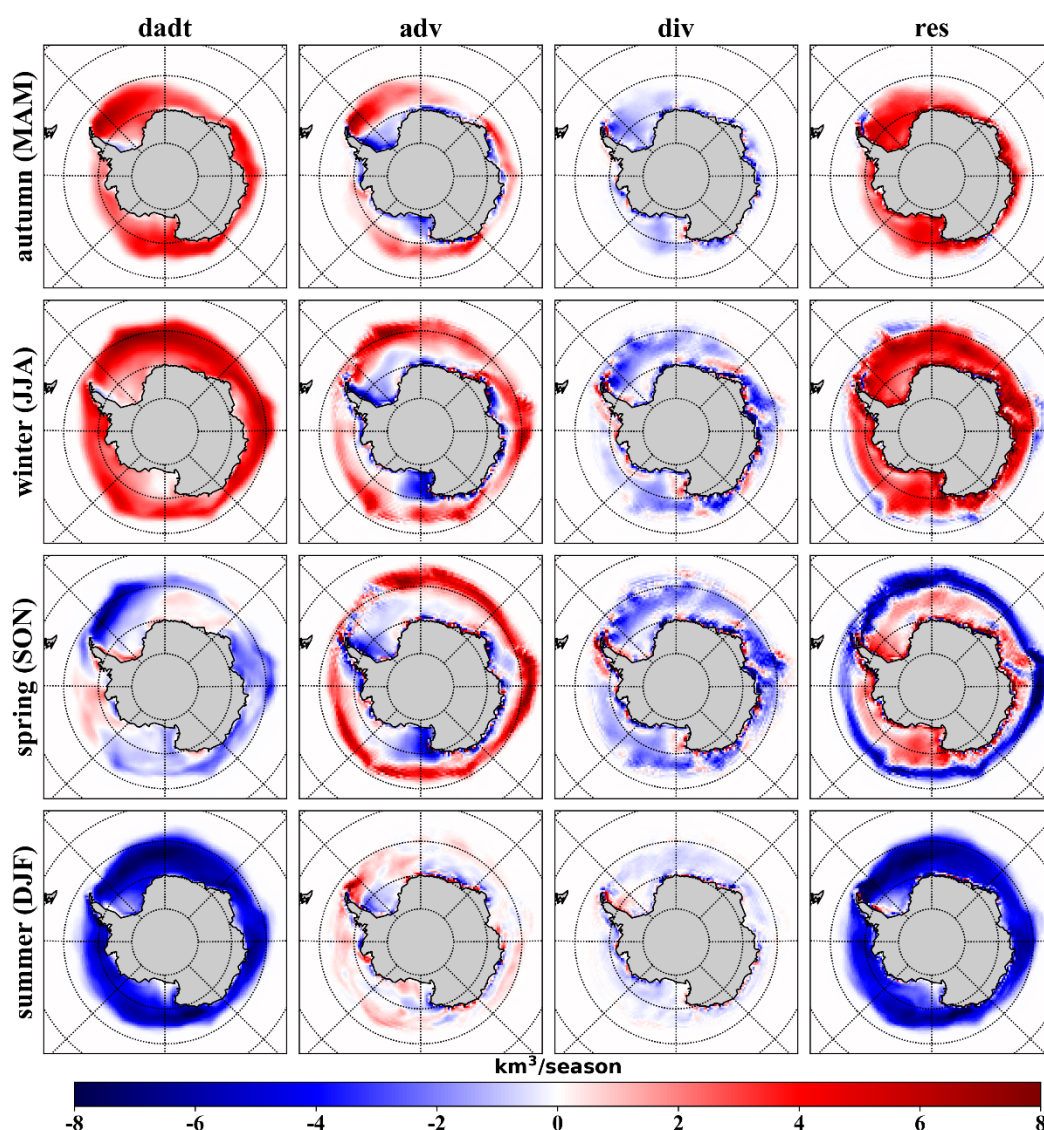 dadt adv div res
autumn (MAM)
winter (JJA)
spring (SON)
summer (DJF)
km³/season
-8 -6 -4 -2 0 2 4 6 8